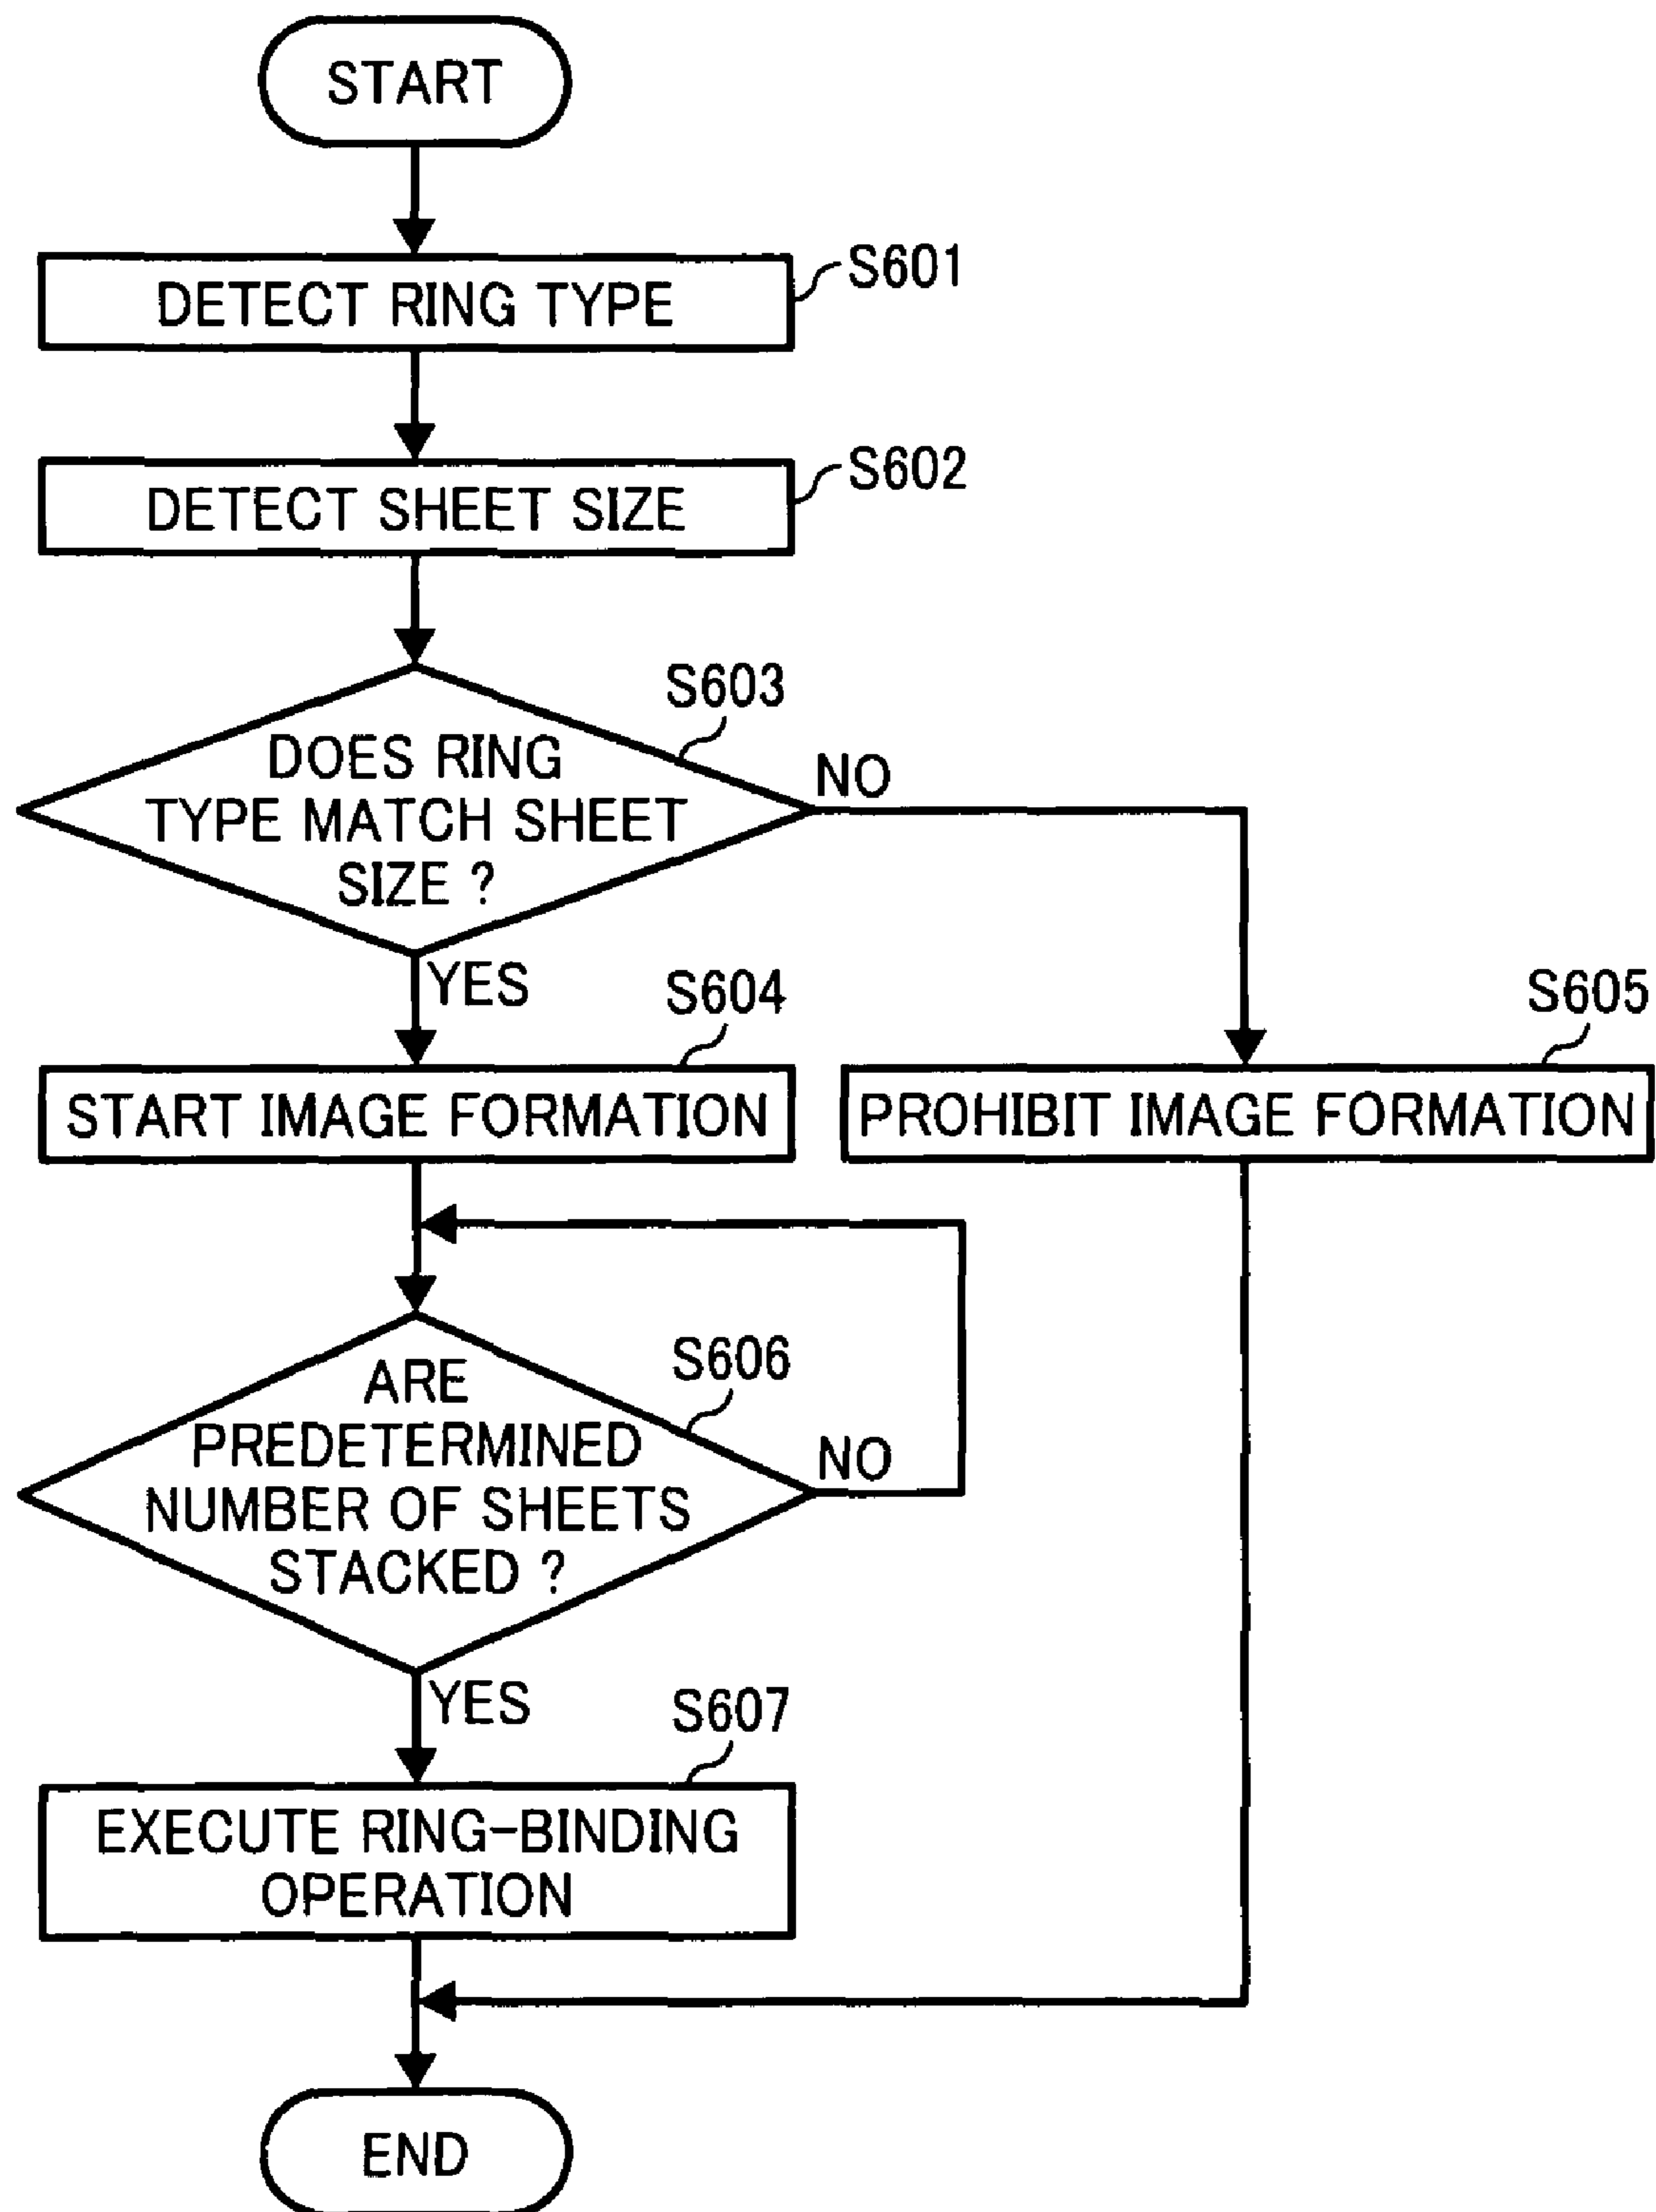 START
DETECT RING TYPE
S601
DETECT SHEET SIZE
S602
S603
DOES RING
TYPE MATCH SHEET
SIZE ?
NO
YES
S604
START IMAGE FORMATION
S605
PROHIBIT IMAGE FORMATION
S606
ARE
PREDETERMINED
NUMBER OF SHEETS
STACKED ?
NO
YES
S607
EXECUTE RING-BINDING
OPERATION
END